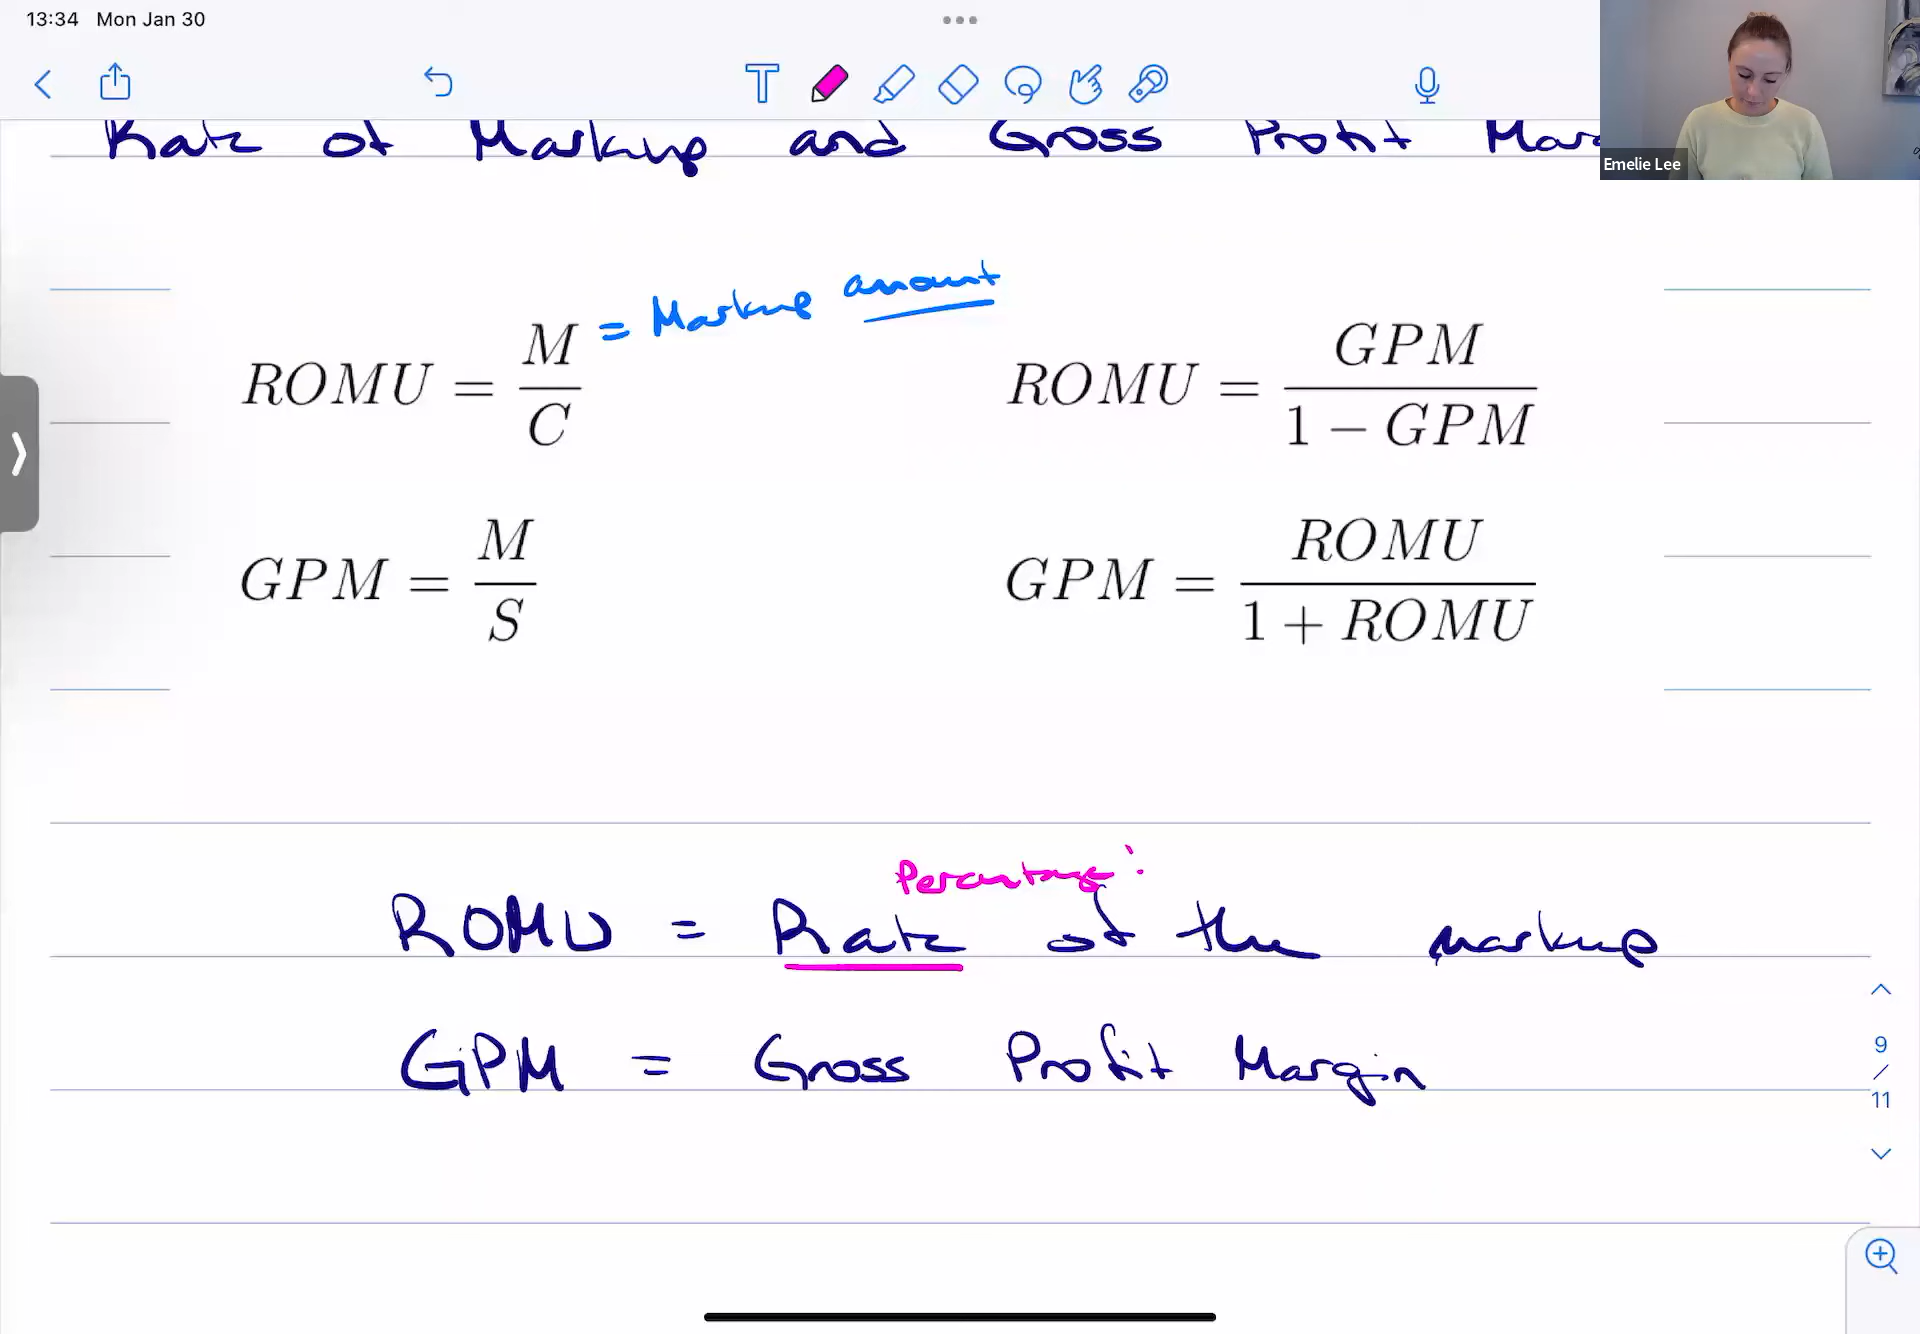 13:34 Mon Jan 30
T
Rate of Markup and Gross Profit Mar
Emelie Lee
= Markup amount
ROMU = M/C
ROMU = GPM/(1 − GPM)
GPM = M/S
GPM = ROMU/(1 + ROMU)
Percentage:
ROMU = Rate of the markup
GPM = Gross Profit Margin
9
/
11